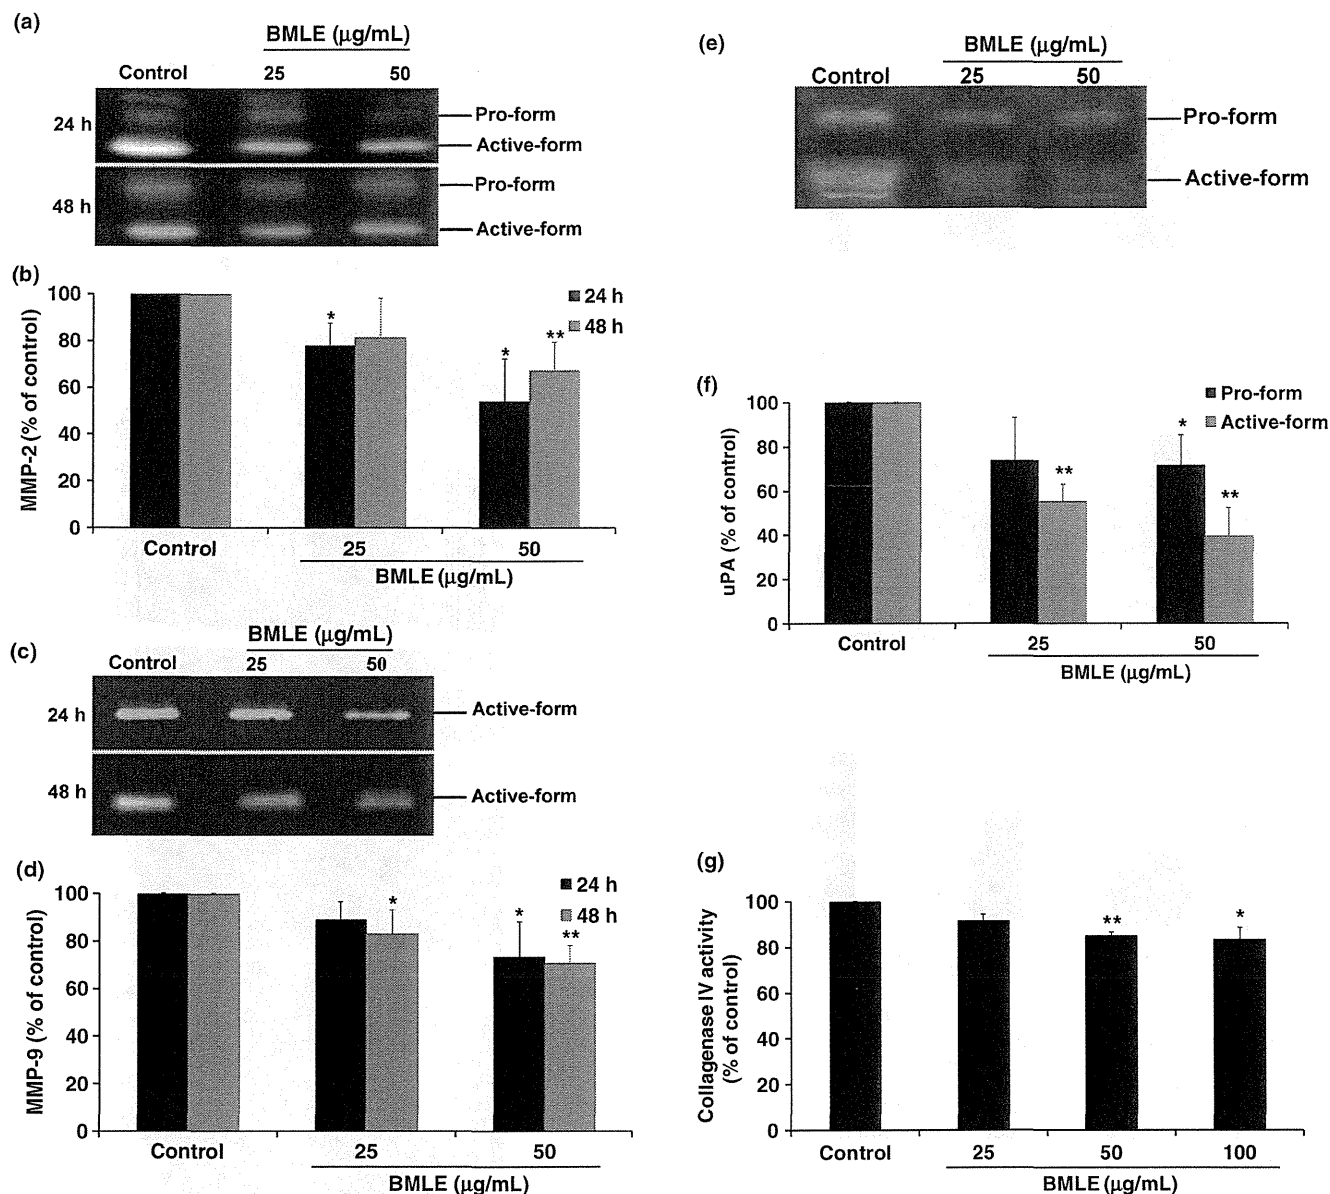 (a)
BMLE (µg/mL)
Control 25 50
24 h
Pro-form
Active-form
48 h
Pro-form
Active-form
(b)
MMP-2 (% of control)
100
80
60
40
20
0
* * **
24 h
48 h
Control 25 50
BMLE (µg/mL)
(c)
BMLE (µg/mL)
Control 25 50
24 h
Active-form
48 h
Active-form
(d)
MMP-9 (% of control)
100
80
60
40
20
0
* * **
24 h
48 h
Control 25 50
BMLE (µg/mL)
(e)
BMLE (µg/mL)
Control 25 50
Pro-form
Active-form
(f)
uPA (% of control)
100
80
60
40
20
0
** * **
Pro-form
Active-form
Control 25 50
BMLE (µg/mL)
(g)
Collagenase IV activity
(% of control)
100
80
60
40
20
0
** *
Control 25 50 100
BMLE (µg/mL)